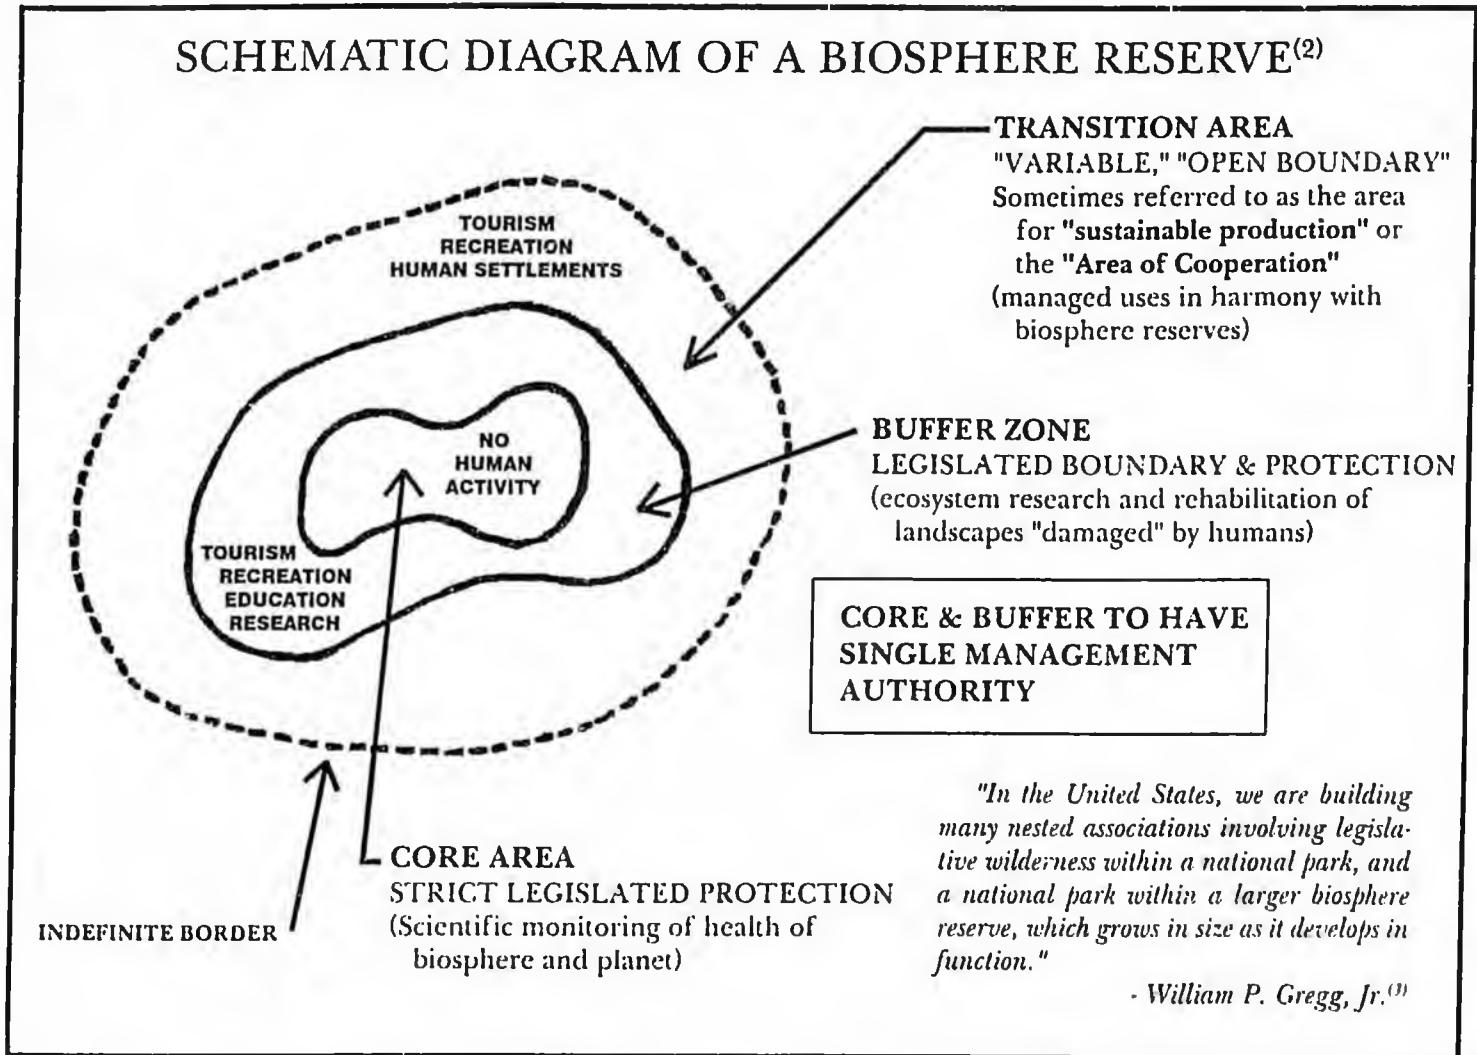 SCHEMATIC DIAGRAM OF A BIOSPHERE RESERVE(2)
TRANSITION AREA
"VARIABLE," "OPEN BOUNDARY"
Sometimes referred to as the area
for "sustainable production" or
the "Area of Cooperation"
(managed uses in harmony with
biosphere reserves)
TOURISM
RECREATION
HUMAN SETTLEMENTS
BUFFER ZONE
LEGISLATED BOUNDARY & PROTECTION
(ecosystem research and rehabilitation of
landscapes "damaged" by humans)
NO
HUMAN
ACTIVITY
TOURISM
RECREATION
EDUCATION
RESEARCH
CORE & BUFFER TO HAVE
SINGLE MANAGEMENT
AUTHORITY
CORE AREA
STRICT LEGISLATED PROTECTION
(Scientific monitoring of health of
biosphere and planet)
INDEFINITE BORDER
"In the United States, we are building
many nested associations involving legisla-
tive wilderness within a national park, and
a national park within a larger biosphere
reserve, which grows in size as it develops in
function."
- William P. Gregg, Jr.(3)